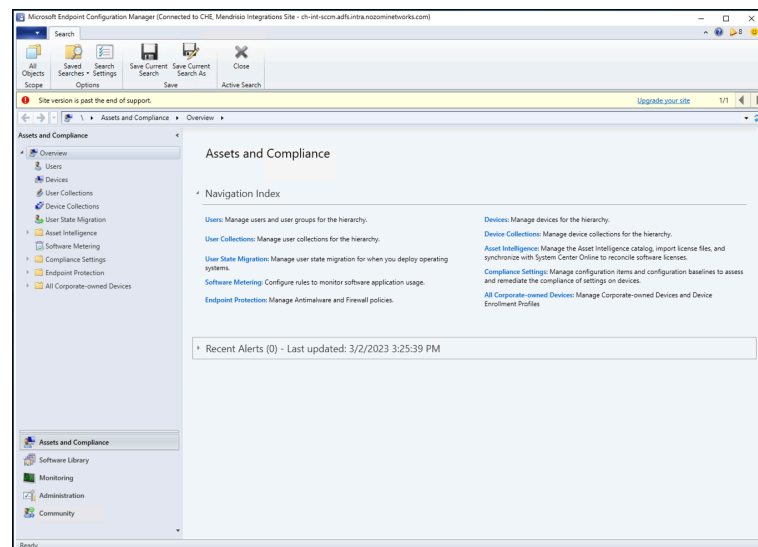 Microsoft Endpoint Configuration Manager (Connected to CHE, Mendrisio Integrations Site - ch-int-sccm.adfs.intra.nozominetworks.com)
Search
8
All Objects
Saved Searches
Search Settings
Save Current Search
Save Current Search As
Close
Scope
Options
Save
Active Search
Site version is past the end of support.
Upgrade your site
1/1
\ Assets and Compliance Overview
Assets and Compliance
Overview
Users
Devices
User Collections
Device Collections
User State Migration
Asset Intelligence
Software Metering
Compliance Settings
Endpoint Protection
All Corporate-owned Devices
Assets and Compliance
Software Library
Monitoring
Administration
Community
Assets and Compliance
Navigation Index
Users: Manage users and user groups for the hierarchy.
User Collections: Manage user collections for the hierarchy.
User State Migration: Manage user state migration for when you deploy operating
systems.
Software Metering: Configure rules to monitor software application usage.
Endpoint Protection: Manage Antimalware and Firewall policies.
Devices: Manage devices for the hierarchy.
Device Collections: Manage device collections for the hierarchy.
Asset Intelligence: Manage the Asset Intelligence catalog, import license files, and
synchronize with System Center Online to reconcile software licenses.
Compliance Settings: Manage configuration items and configuration baselines to assess
and remediate the compliance of settings on devices.
All Corporate-owned Devices: Manage Corporate-owned Devices and Device
Enrollment Profiles
Recent Alerts (0) - Last updated: 3/2/2023 3:25:39 PM
Ready